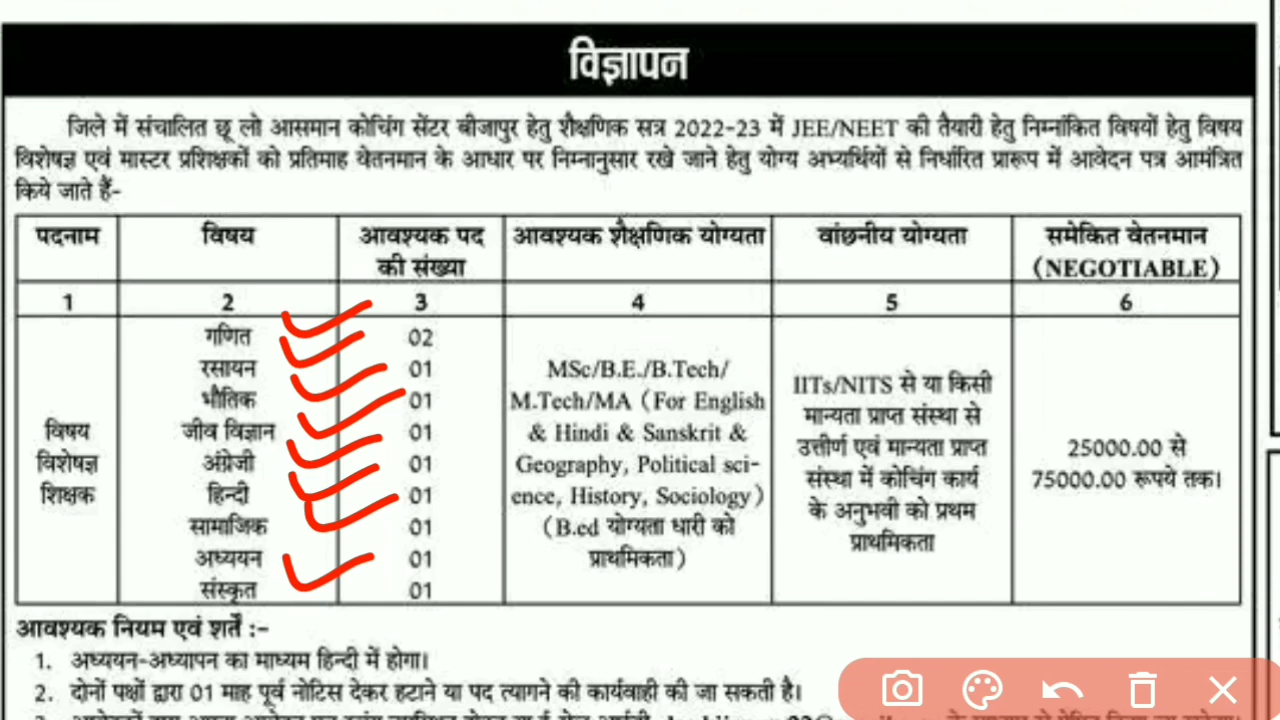 विज्ञापन
जिले में संचालित छू लो आसमान कोचिंग सेंटर बीजापुर हेतु शैक्षणिक सत्र 2022-23 में JEE/NEET की तैयारी हेतु निम्नांकित विषयों हेतु विषय
विशेषज्ञ एवं मास्टर प्रशिक्षकों को प्रतिमाह वेतनमान के आधार पर निम्नानुसार रखे जाने हेतु योग्य अभ्यर्थियों से निर्धारित प्रारूप में आवेदन पत्र आमंत्रित
किये जाते हैं-
पदनाम
विषय
आवश्यक पद
की संख्या
आवश्यक शैक्षणिक योग्यता
वांछनीय योग्यता
समेकित वेतनमान
(NEGOTIABLE)
1 2 3 4 5 6
विषय
विशेषज्ञ
शिक्षक
गणित 02
रसायन 01
भौतिक 01
जीव विज्ञान 01
अंग्रेजी 01
हिन्दी 01
सामाजिक 01
अध्ययन 01
संस्कृत 01
MSc/B.E./B.Tech/
M.Tech/MA (For English
& Hindi & Sanskrit &
Geography, Political sci-
ence, History, Sociology)
(B.ed योग्यता धारी को
प्राथमिकता)
IITs/NITS से या किसी
मान्यता प्राप्त संस्था से
उत्तीर्ण एवं मान्यता प्राप्त
संस्था में कोचिंग कार्य
के अनुभवी को प्रथम
प्राथमिकता
25000.00 से
75000.00 रूपये तक।
आवश्यक नियम एवं शर्तें :-
1. अध्ययन-अध्यापन का माध्यम हिन्दी में होगा।
2. दोनों पक्षों द्वारा 01 माह पूर्व नोटिस देकर हटाने या पद त्यागने की कार्यवाही की जा सकती है।